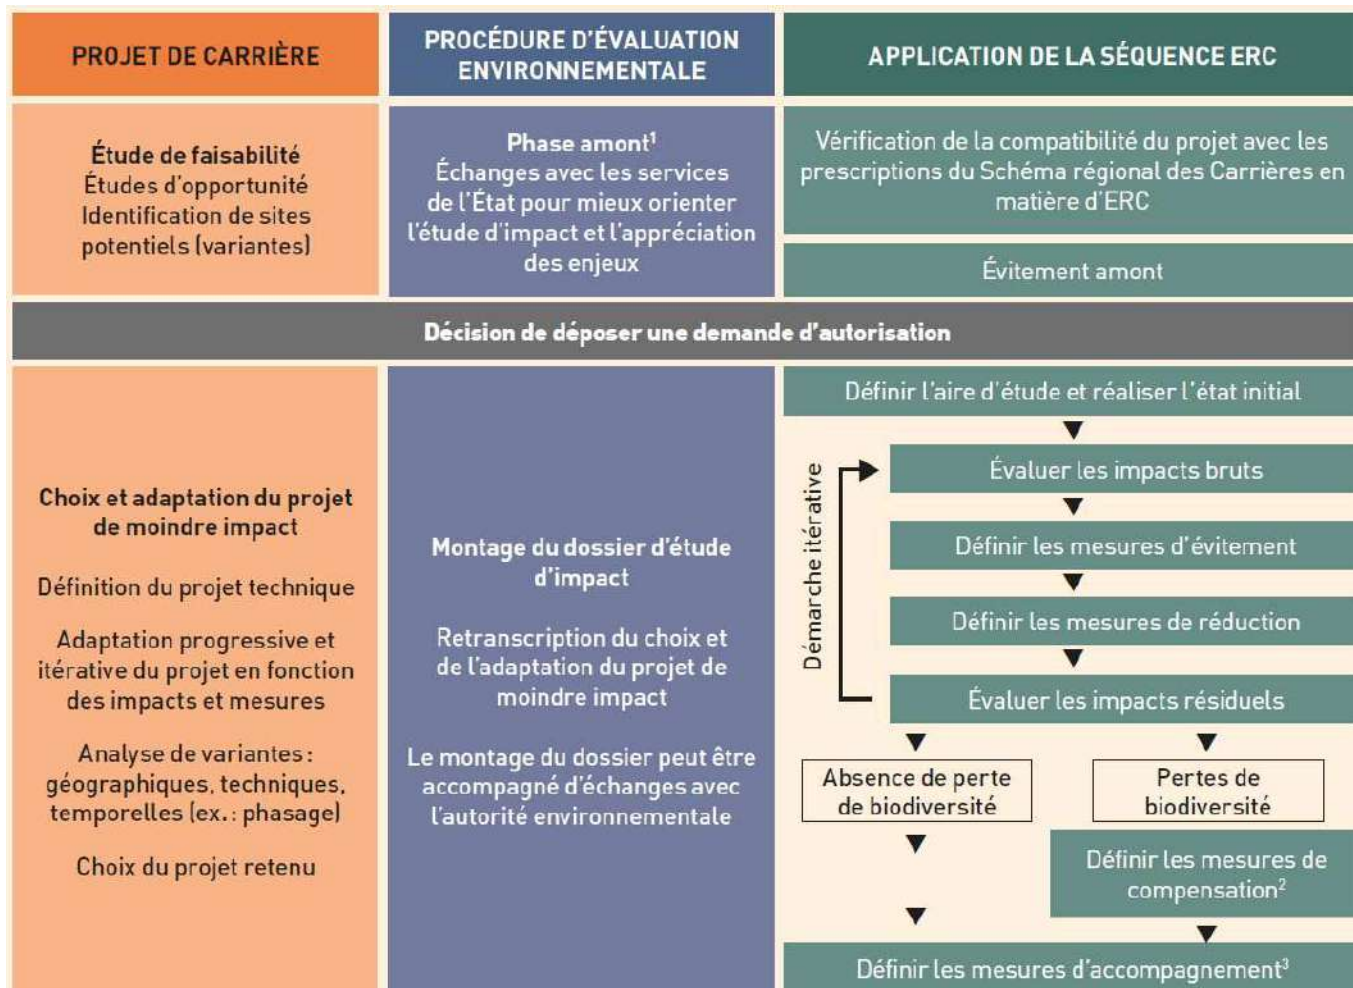 PROJET DE CARRIÈRE
PROCÉDURE D'ÉVALUATION
ENVIRONNEMENTALE
APPLICATION DE LA SÉQUENCE ERC
Étude de faisabilité
Études d'opportunité
Identification de sites
potentiels (variantes)
Phase amont¹
Échanges avec les services
de l'État pour mieux orienter
l'étude d'impact et l'appréciation
des enjeux
Vérification de la compatibilité du projet avec les
prescriptions du Schéma régional des Carrières en
matière d'ERC
Évitement amont
Décision de déposer une demande d'autorisation
Choix et adaptation du projet
de moindre impact
Définition du projet technique
Adaptation progressive et
itérative du projet en fonction
des impacts et mesures
Analyse de variantes :
géographiques, techniques,
temporelles (ex. : phasage)
Choix du projet retenu
Montage du dossier d'étude
d'impact
Retranscription du choix et
de l'adaptation du projet de
moindre impact
Le montage du dossier peut être
accompagné d'échanges avec
l'autorité environnementale
Définir l'aire d'étude et réaliser l'état initial
Démarche itérative
Évaluer les impacts bruts
Définir les mesures d'évitement
Définir les mesures de réduction
Évaluer les impacts résiduels
Absence de perte
de biodiversité
Pertes de
biodiversité
Définir les mesures de
compensation²
Définir les mesures d'accompagnement³